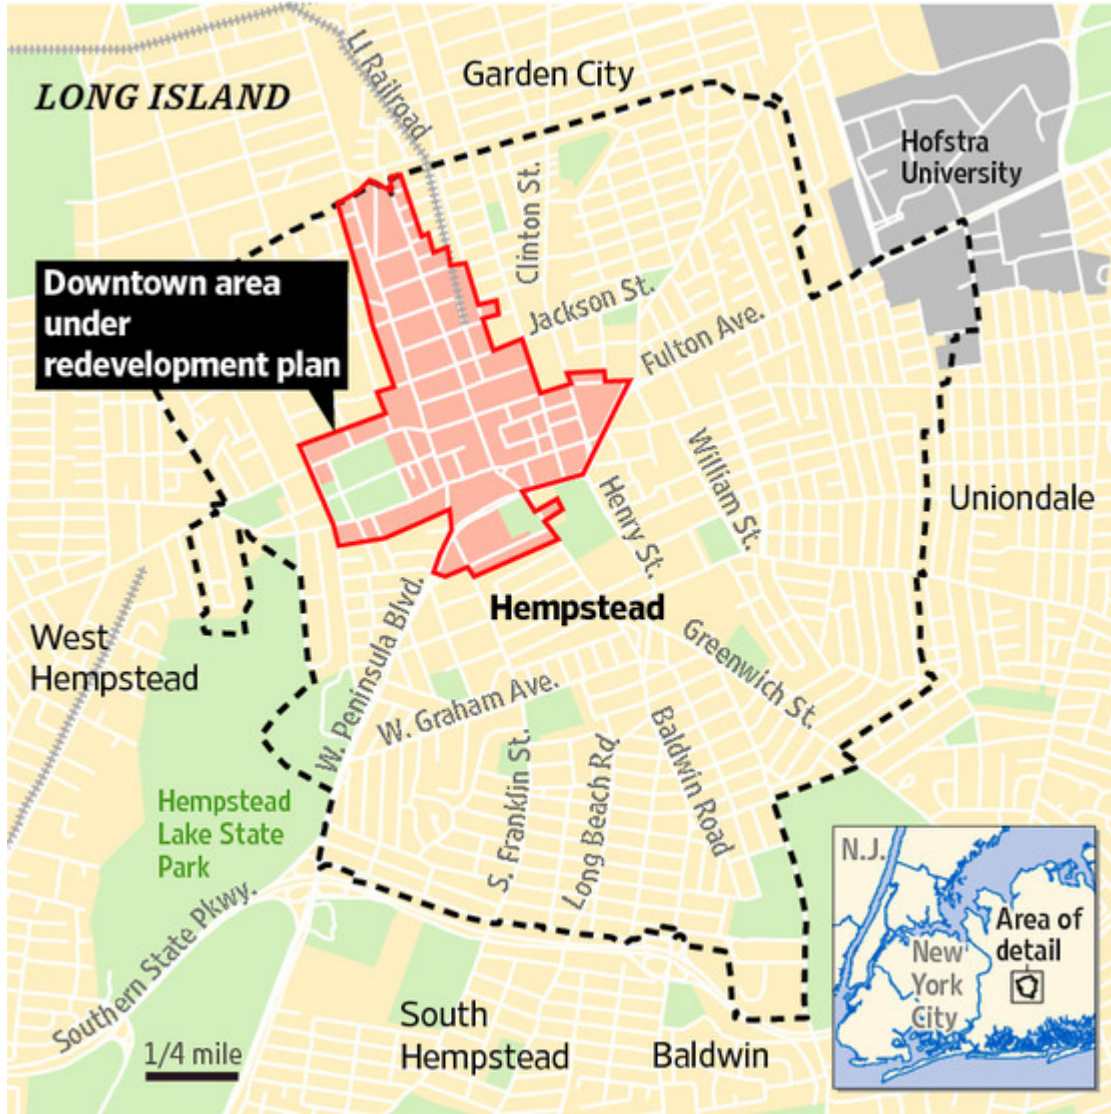 LI Railroad
Garden City
LONG ISLAND
Hofstra
University
Clinton St.
Downtown area
under
redevelopment plan
Jackson St.
Fulton Ave.
William St.
Henry St.
Uniondale
Hempstead
West
Hempstead
W. Peninsula Blvd.
Greenwich St.
W. Graham Ave.
Baldwin Road
S. Franklin St.
Long Beach Rd
Hempstead
Lake State
Park
Southern State Pkwy.
N.J.
Area of
detail
New
York
City
South
Hempstead
Baldwin
1/4 mile